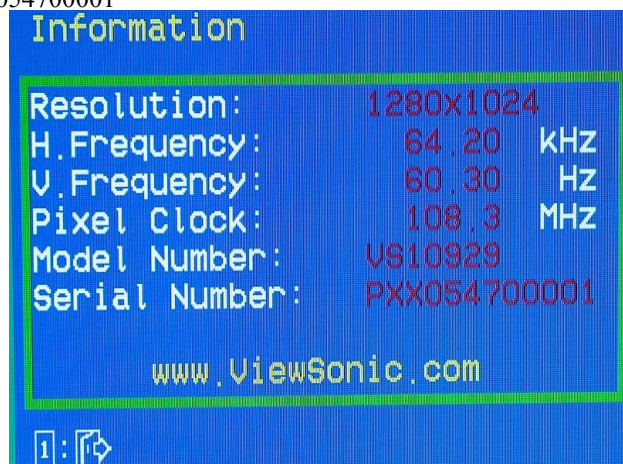 Information
Resolution: 1280x1024
H.Frequency: 64.20 kHz
V.Frequency: 60.30 Hz
Pixel Clock: 108.3 MHz
Model Number: VS10929
Serial Number: PXX054700001
www.ViewSonic.com
1: